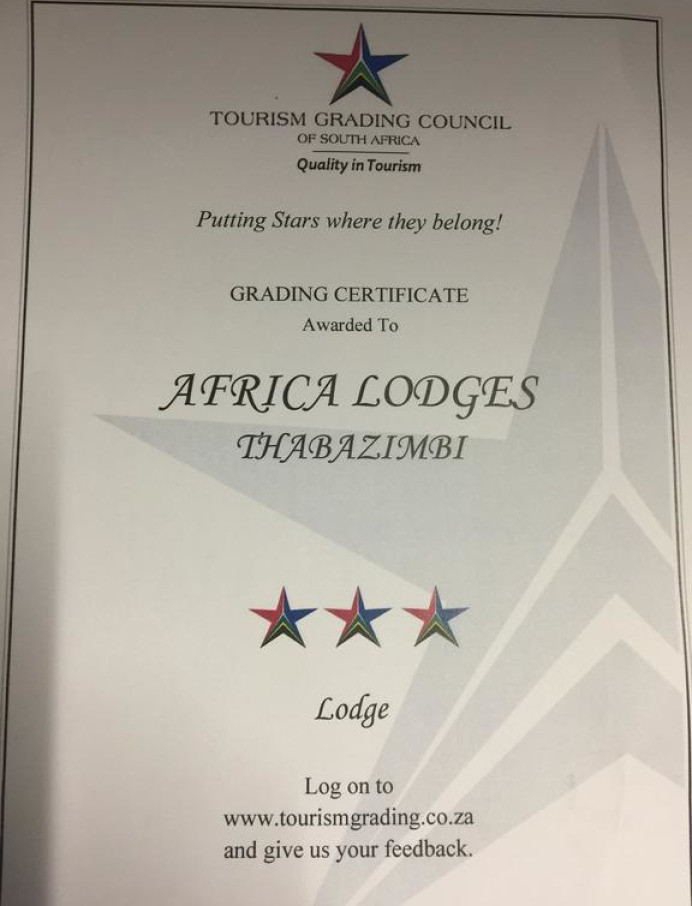 TOURISM GRADING COUNCIL
OF SOUTH AFRICA
Quality in Tourism
Putting Stars where they belong!
GRADING CERTIFICATE
Awarded To
AFRICA LODGES
THABAZIMBI
Lodge
Log on to
www.tourismgrading.co.za
and give us your feedback.